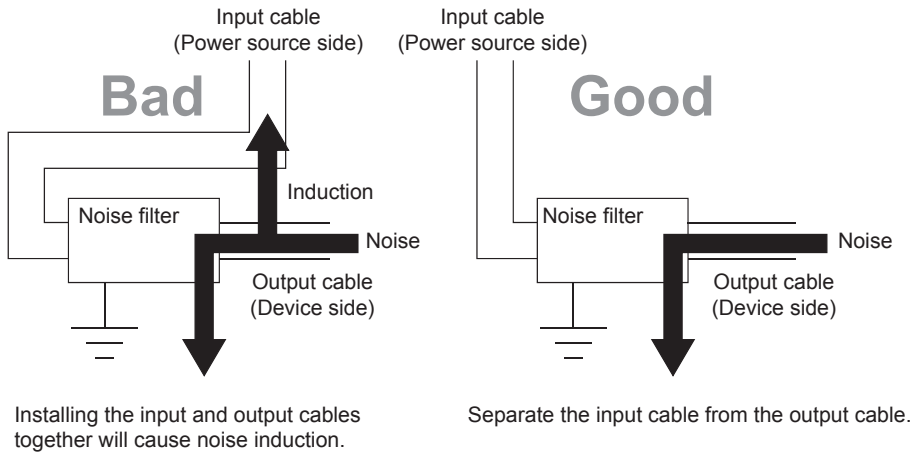 Input cable
(Power source side)
Bad
Induction
Noise filter
Noise
Output cable
(Device side)
Installing the input and output cables
together will cause noise induction.
Input cable
(Power source side)
Good
Noise filter
Noise
Output cable
(Device side)
Separate the input cable from the output cable.